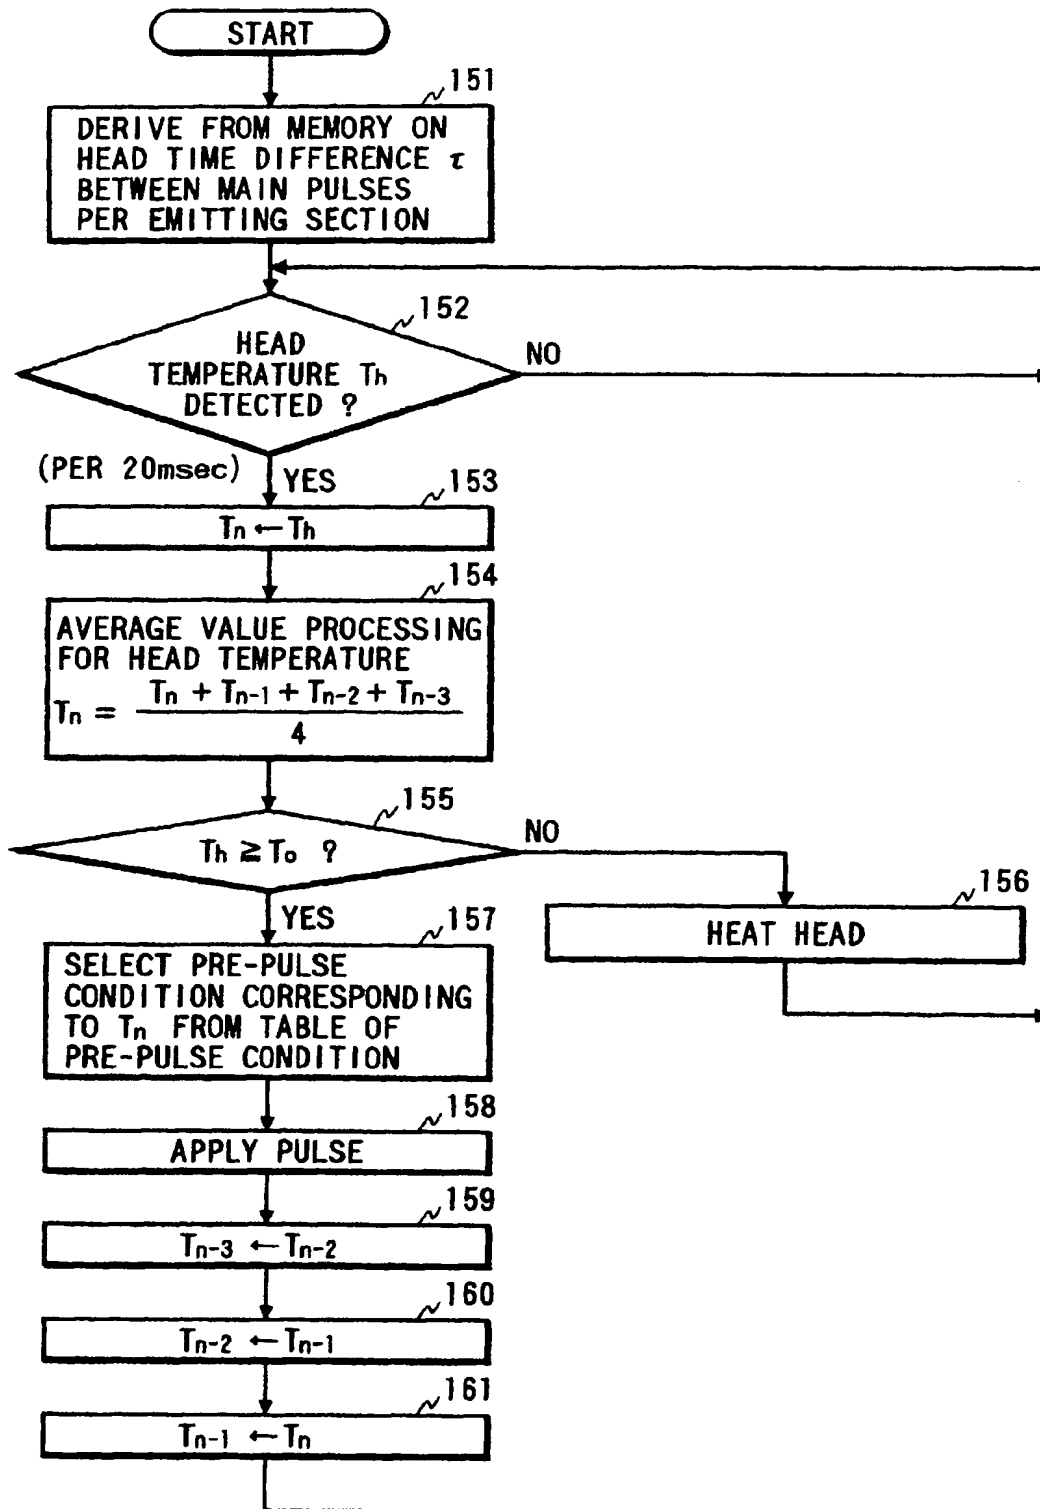 START
151
DERIVE FROM MEMORY ON
HEAD TIME DIFFERENCE τ
BETWEEN MAIN PULSES
PER EMITTING SECTION
152
HEAD
TEMPERATURE Th
DETECTED ?
NO
(PER 20msec)
YES
153
Tn ← Th
154
AVERAGE VALUE PROCESSING
FOR HEAD TEMPERATURE
Tn = (Tn + Tn-1 + Tn-2 + Tn-3) / 4
155
Th ≧ To ?
NO
156
HEAT HEAD
YES
157
SELECT PRE-PULSE
CONDITION CORRESPONDING
TO Tn FROM TABLE OF
PRE-PULSE CONDITION
158
APPLY PULSE
159
Tn-3 ← Tn-2
160
Tn-2 ← Tn-1
161
Tn-1 ← Tn